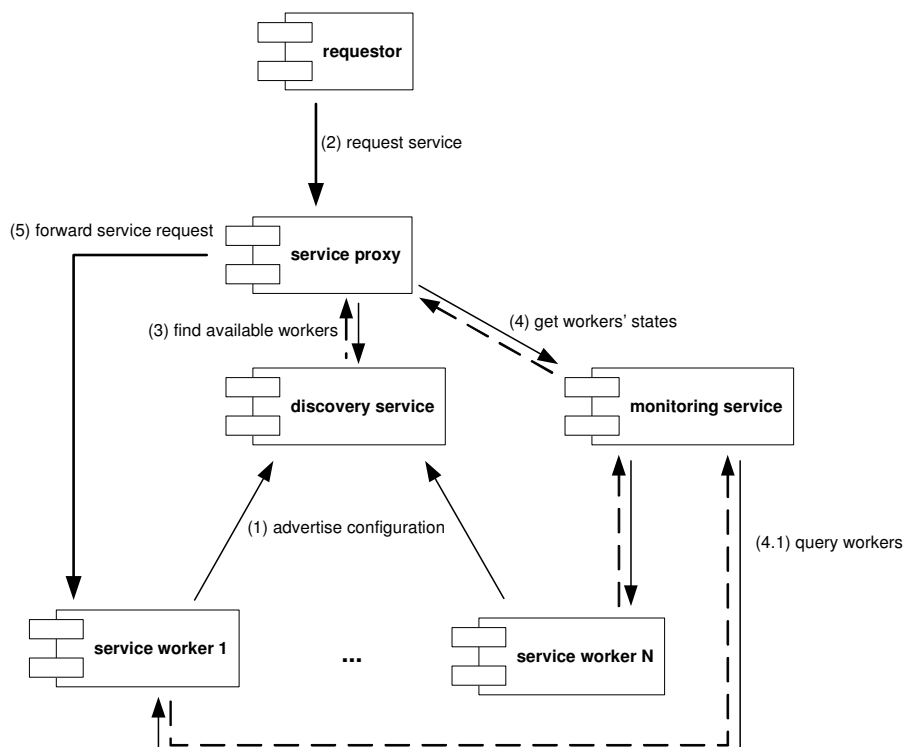 requestor
(2) request service
(5) forward service request
service proxy
(3) find available workers
(4) get workers' states
discovery service
monitoring service
(1) advertise configuration
(4.1) query workers
service worker 1
...
service worker N